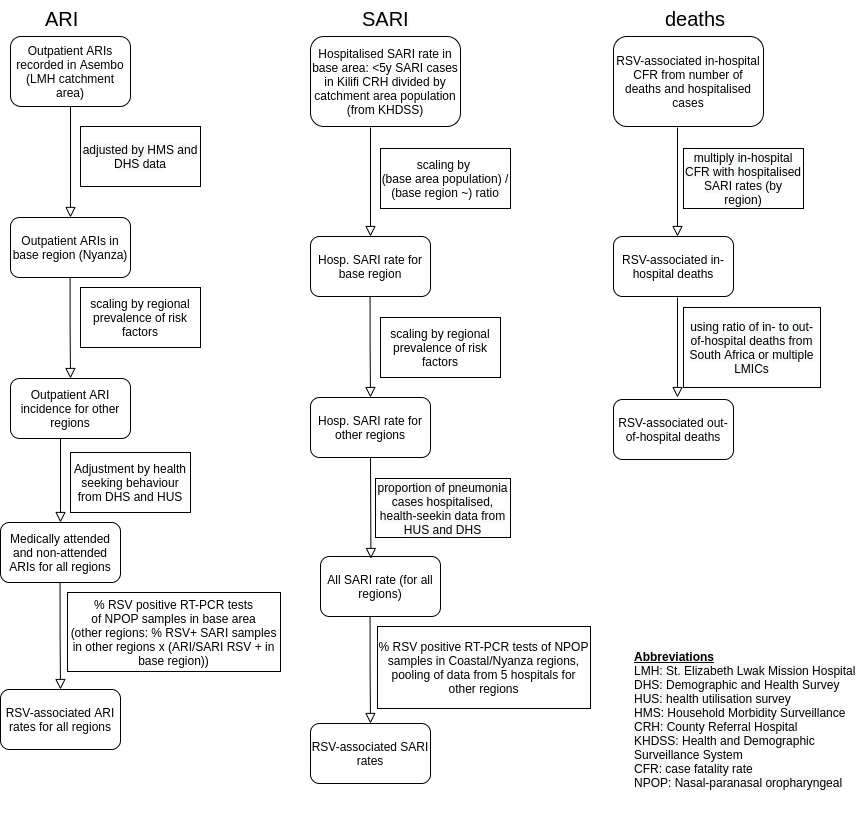 ARI
Outpatient ARIs
recorded in Asembo
(LMH catchment
area)
adjusted by HMS and
DHS data
Outpatient ARIs in
base region (Nyanza)
scaling by regional
prevalence of risk
factors
Outpatient ARI
incidence for other
regions
Adjustment by health
seeking behaviour
from DHS and HUS
Medically attended
and non-attended
ARIs for all regions
% RSV positive RT-PCR tests
of NPOP samples in base area
(other regions: % RSV+ SARI samples
in other regions x (ARI/SARI RSV + in
base region))
RSV-associated ARI
rates for all regions
SARI
Hospitalised SARI rate in
base area: <5y SARI cases
in Kilifi CRH divided by
catchment area population
(from KHDSS)
scaling by
(base area population) /
(base region ~) ratio
Hosp. SARI rate for
base region
scaling by regional
prevalence of risk
factors
Hosp. SARI rate for
other regions
proportion of pneumonia
cases hospitalised,
health-seekin data from
HUS and DHS
All SARI rate (for all
regions)
% RSV positive RT-PCR tests of NPOP
samples in Coastal/Nyanza regions,
pooling of data from 5 hospitals for
other regions
RSV-associated SARI
rates
deaths
RSV-associated in-hospital
CFR from number of
deaths and hospitalised
cases
multiply in-hospital
CFR with hospitalised
SARI rates (by
region)
RSV-associated in-
hospital deaths
using ratio of in- to out-
of-hospital deaths from
South Africa or multiple
LMICs
RSV-associated out-
of-hospital deaths
Abbreviations
LMH: St. Elizabeth Lwak Mission Hospital
DHS: Demographic and Health Survey
HUS: health utilisation survey
HMS: Household Morbidity Surveillance
CRH: County Referral Hospital
KHDSS: Health and Demographic
Surveillance System
CFR: case fatality rate
NPOP: Nasal-paranasal oropharyngeal